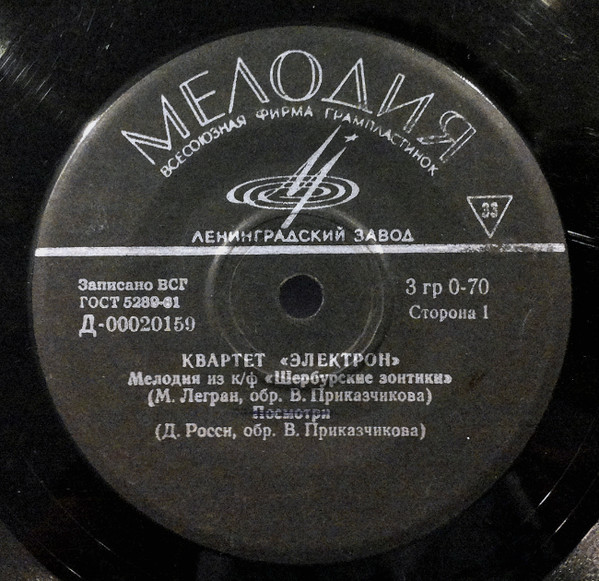 МЕЛОДИЯ
ВСЕСОЮЗНАЯ ФИРМА ГРАМПЛАСТИНОК
33
ЛЕНИНГРАДСКИЙ ЗАВОД
Записано ВСГ
ГОСТ 5289-61
Д-00020159
3 гр 0-70
Сторона 1
КВАРТЕТ «ЭЛЕКТРОН»
Мелодия из к/ф «Шербурские зонтики»
(М. Легран, обр. В. Приказчикова)
Посмотри
(Д. Росси, обр. В. Приказчикова)